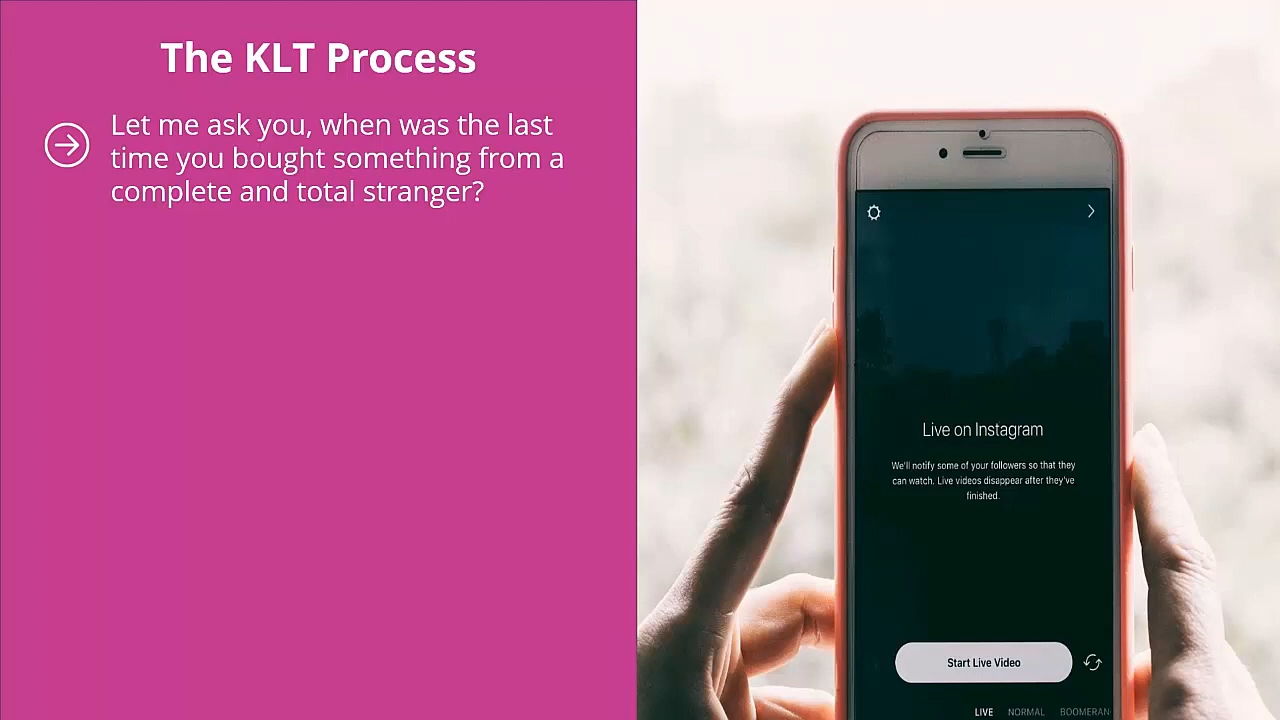 The KLT Process
Let me ask you, when was the last
time you bought something from a
complete and total stranger?
Live on Instagram
We'll notify some of your followers so that they
can watch. Live videos disappear after they've
finished.
Start Live Video
LIVE NORMAL BOOMERAN